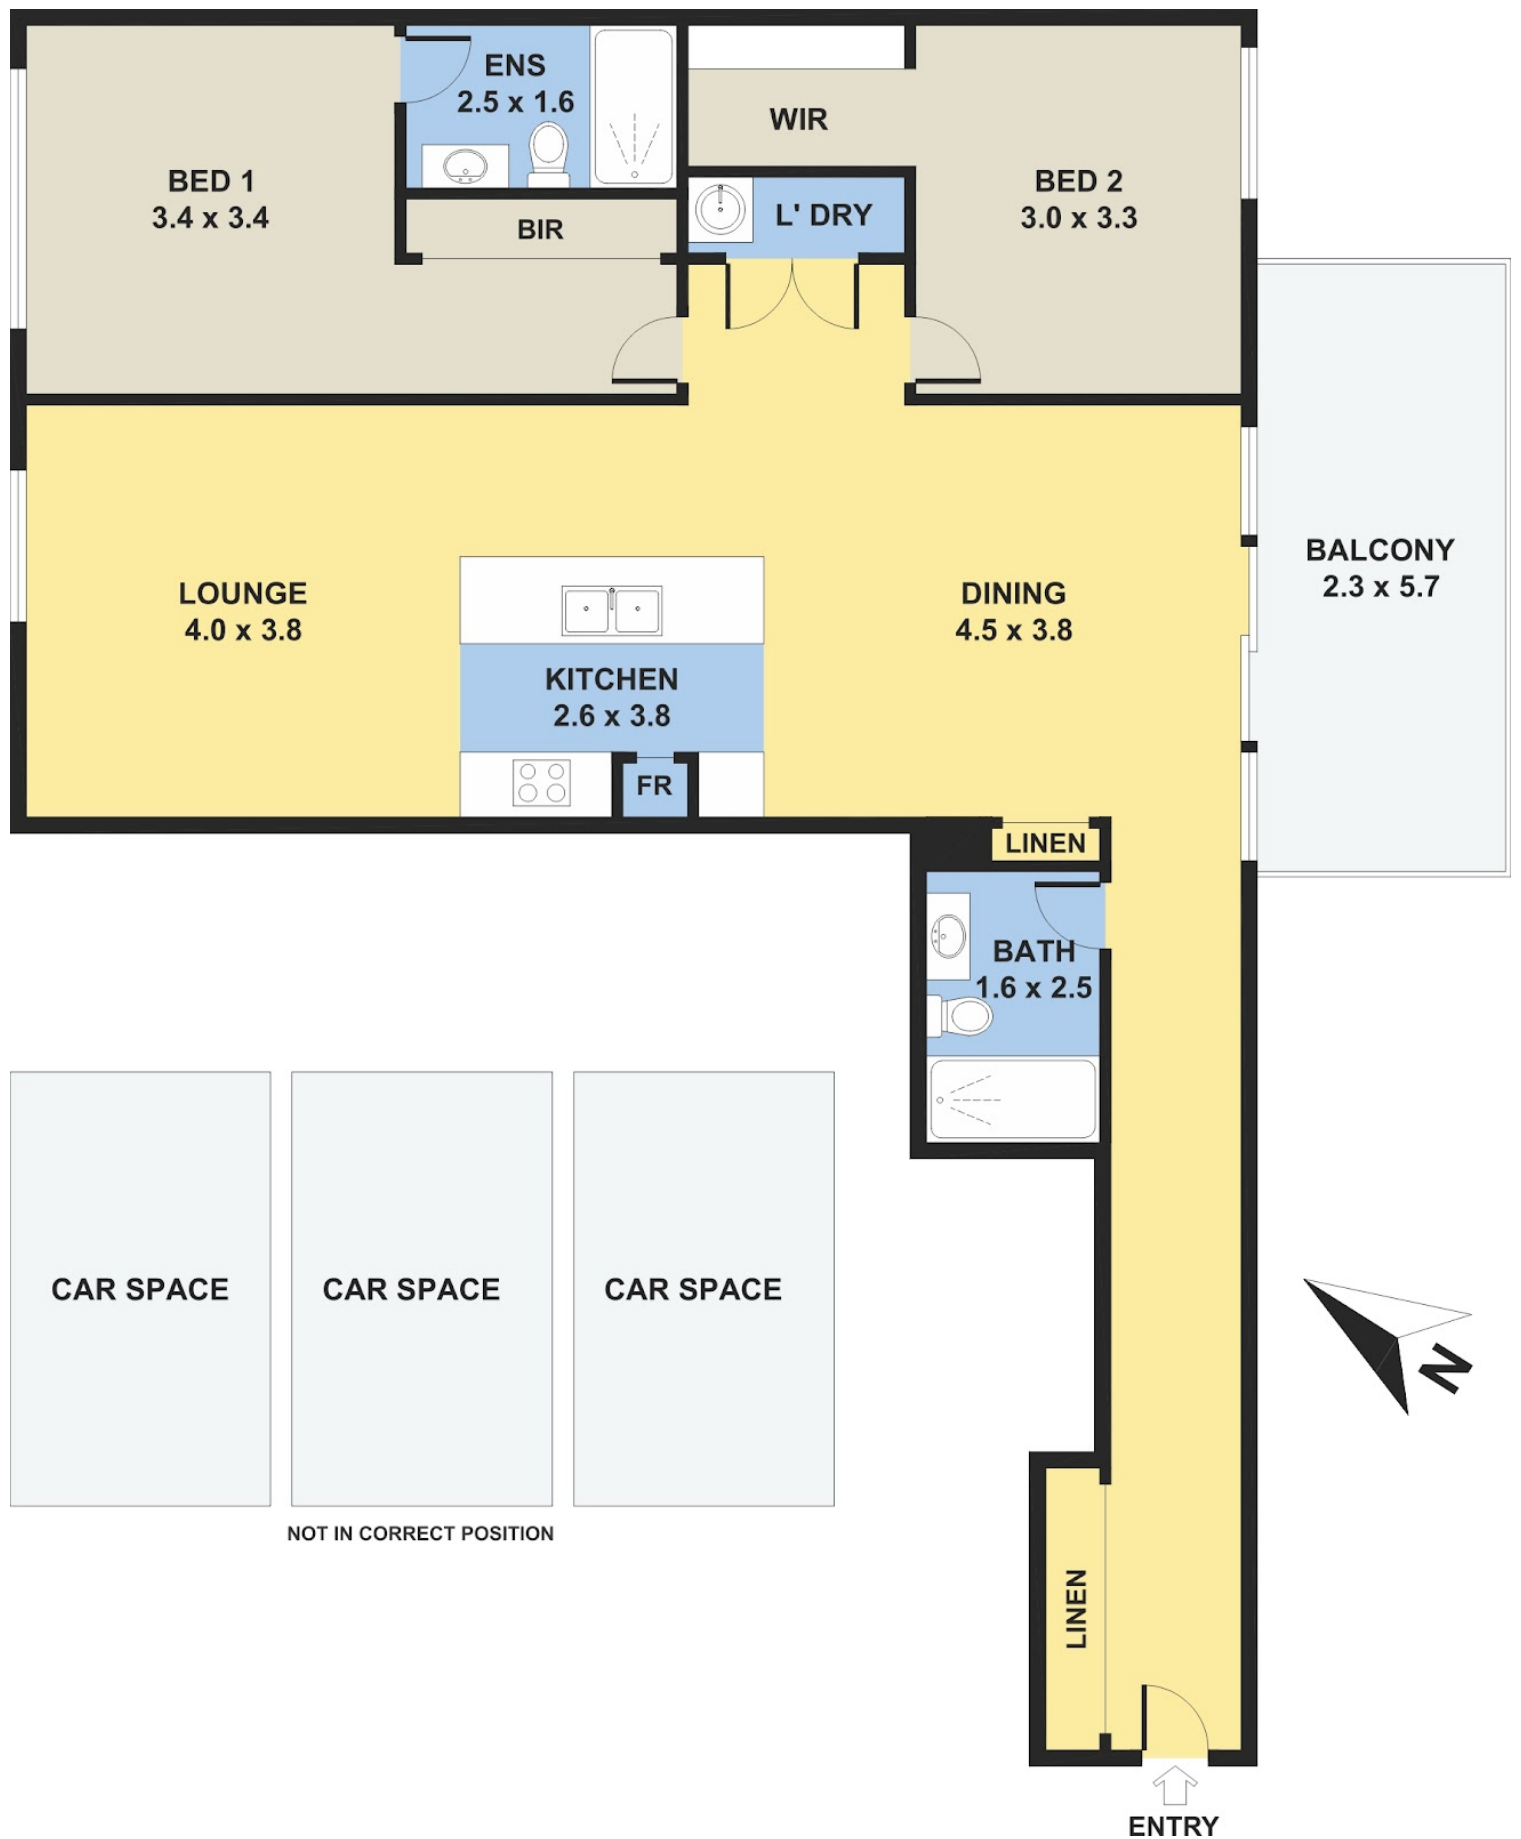 ENS
2.5 x 1.6
WIR
BED 1
3.4 x 3.4
BED 2
3.0 x 3.3
L' DRY
BIR
BALCONY
2.3 x 5.7
LOUNGE
4.0 x 3.8
DINING
4.5 x 3.8
KITCHEN
2.6 x 3.8
FR
LINEN
BATH
1.6 x 2.5
CAR SPACE
CAR SPACE
CAR SPACE
N
NOT IN CORRECT POSITION
LINEN
ENTRY